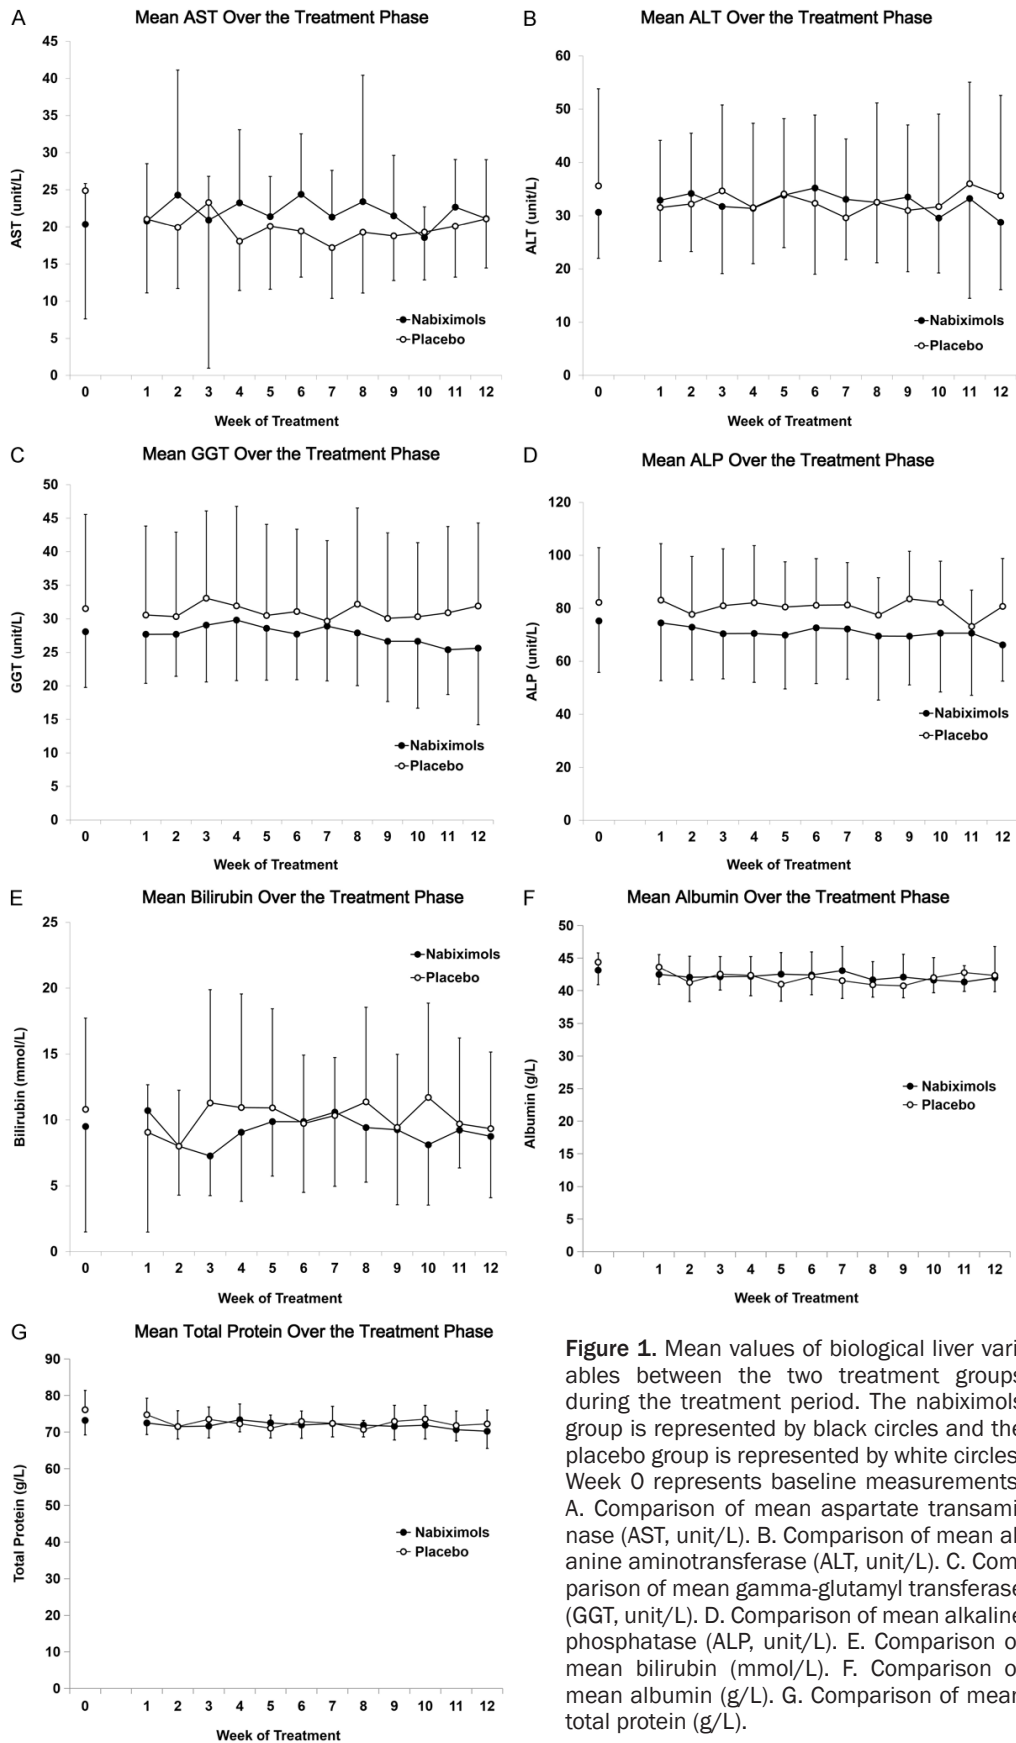 A
Mean AST Over the Treatment Phase
45
40
35
30
25
20
15
10
5
0
AST (unit/L)
Nabiximols
Placebo
0 1 2 3 4 5 6 7 8 9 10 11 12
Week of Treatment
B
Mean ALT Over the Treatment Phase
60
50
40
30
20
10
0
ALT (unit/L)
Nabiximols
Placebo
0 1 2 3 4 5 6 7 8 9 10 11 12
Week of Treatment
C
Mean GGT Over the Treatment Phase
50
45
40
35
30
25
20
15
10
5
0
GGT (unit/L)
Nabiximols
Placebo
0 1 2 3 4 5 6 7 8 9 10 11 12
Week of Treatment
D
Mean ALP Over the Treatment Phase
120
100
80
60
40
20
0
ALP (unit/L)
Nabiximols
Placebo
0 1 2 3 4 5 6 7 8 9 10 11 12
Week of Treatment
E
Mean Bilirubin Over the Treatment Phase
25
20
15
10
5
0
Bilirubin (mmol/L)
Nabiximols
Placebo
0 1 2 3 4 5 6 7 8 9 10 11 12
Week of Treatment
F
Mean Albumin Over the Treatment Phase
50
45
40
35
30
25
20
15
10
5
0
Albumin (g/L)
Nabiximols
Placebo
0 1 2 3 4 5 6 7 8 9 10 11 12
Week of Treatment
G
Mean Total Protein Over the Treatment Phase
90
80
70
60
50
40
30
20
10
0
Total Protein (g/L)
Nabiximols
Placebo
0 1 2 3 4 5 6 7 8 9 10 11 12
Week of Treatment
Figure 1. Mean values of biological liver vari
ables between the two treatment groups
during the treatment period. The nabiximols
group is represented by black circles and the
placebo group is represented by white circles
Week 0 represents baseline measurements
A. Comparison of mean aspartate transami
nase (AST, unit/L). B. Comparison of mean al
anine aminotransferase (ALT, unit/L). C. Com
parison of mean gamma-glutamyl transferase
(GGT, unit/L). D. Comparison of mean alkaline
phosphatase (ALP, unit/L). E. Comparison o
mean bilirubin (mmol/L). F. Comparison o
mean albumin (g/L). G. Comparison of mean
total protein (g/L).